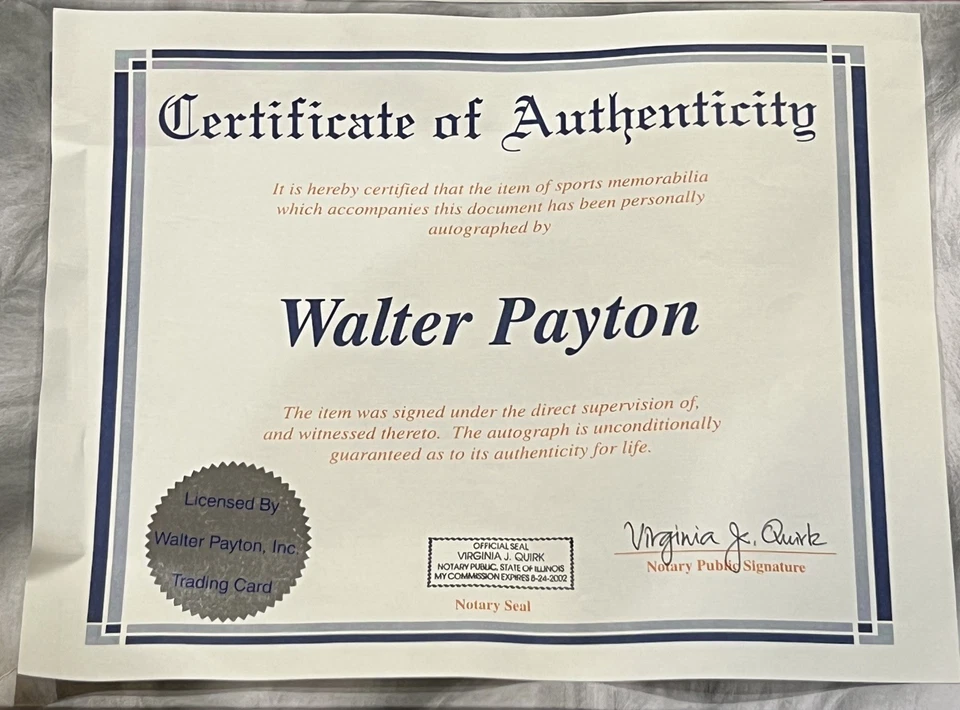 Certificate of Authenticity
It is hereby certified that the item of sports memorabilia
which accompanies this document has been personally
autographed by
Walter Payton
The item was signed under the direct supervision of,
and witnessed thereto. The autograph is unconditionally
guaranteed as to its authenticity for life.
Licensed By
Walter Payton, Inc.
Trading Card
OFFICIAL SEAL
VIRGINIA J. QUIRK
NOTARY PUBLIC, STATE OF ILLINOIS
MY COMMISSION EXPIRES 8-24-2002
Notary Seal
Virginia J. Quirk
Notary Public Signature